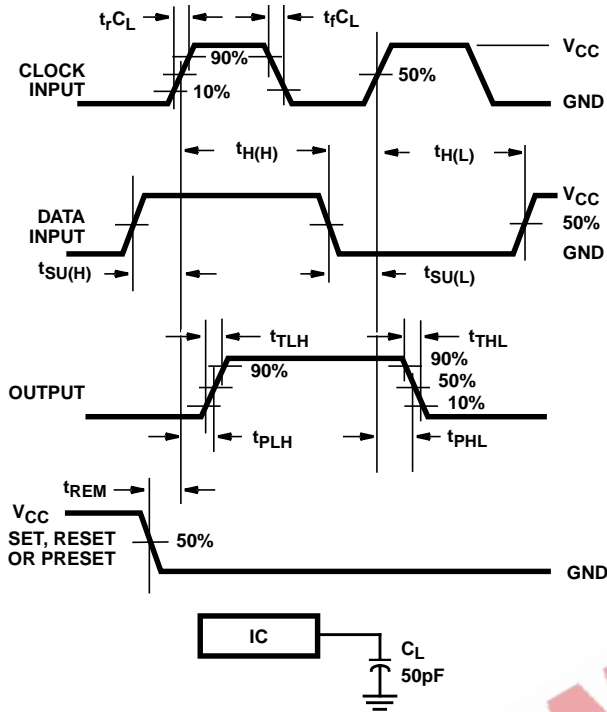 trCL
tfCL
VCC
90%
CLOCK
INPUT
50%
10%
GND
tH(H)
tH(L)
VCC
DATA
INPUT
50%
GND
tSU(H)
tSU(L)
tTLH
tTHL
90%
90%
OUTPUT
50%
10%
tPLH
tPHL
tREM
VCC
SET, RESET
OR PRESET
50%
GND
IC
CL
50pF